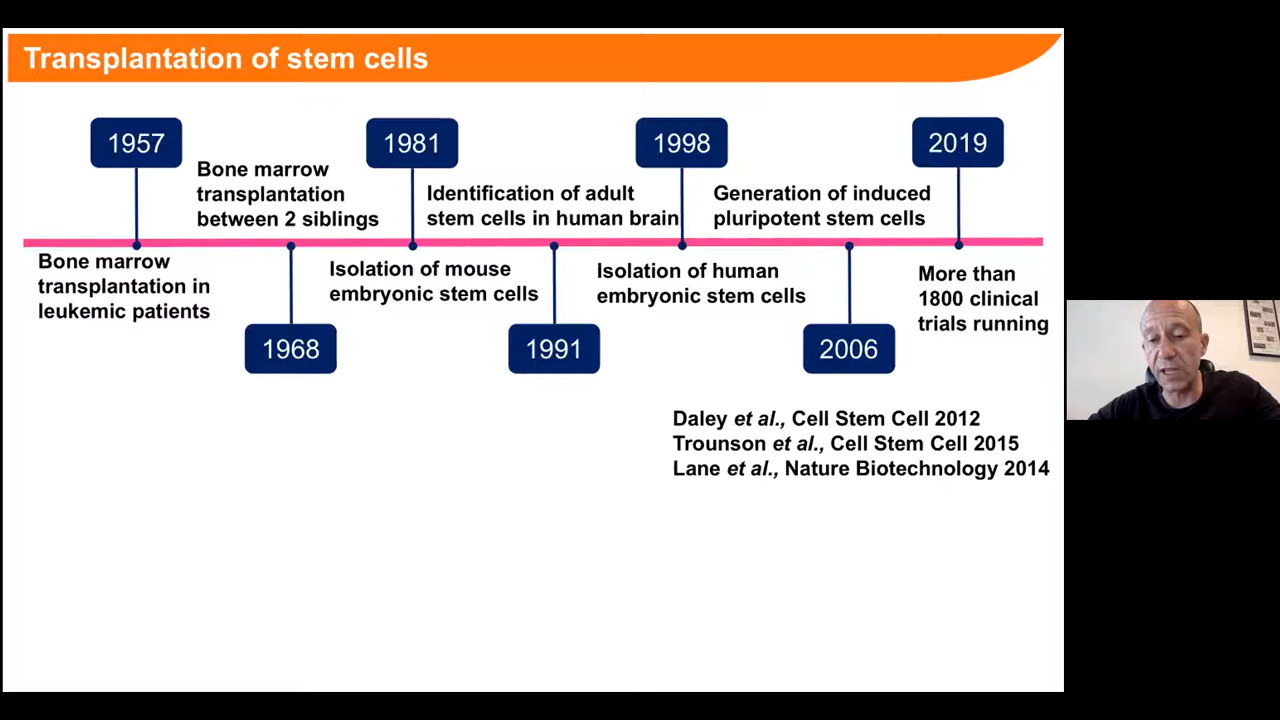 Transplantation of stem cells
1957
1981
1998
2019
Bone marrow
transplantation
between 2 siblings
Identification of adult
stem cells in human brain
Generation of induced
pluripotent stem cells
Bone marrow
transplantation in
leukemic patients
Isolation of mouse
embryonic stem cells
Isolation of human
embryonic stem cells
More than
1800 clinical
trials running
1968
1991
2006
Daley et al., Cell Stem Cell 2012
Trounson et al., Cell Stem Cell 2015
Lane et al., Nature Biotechnology 2014